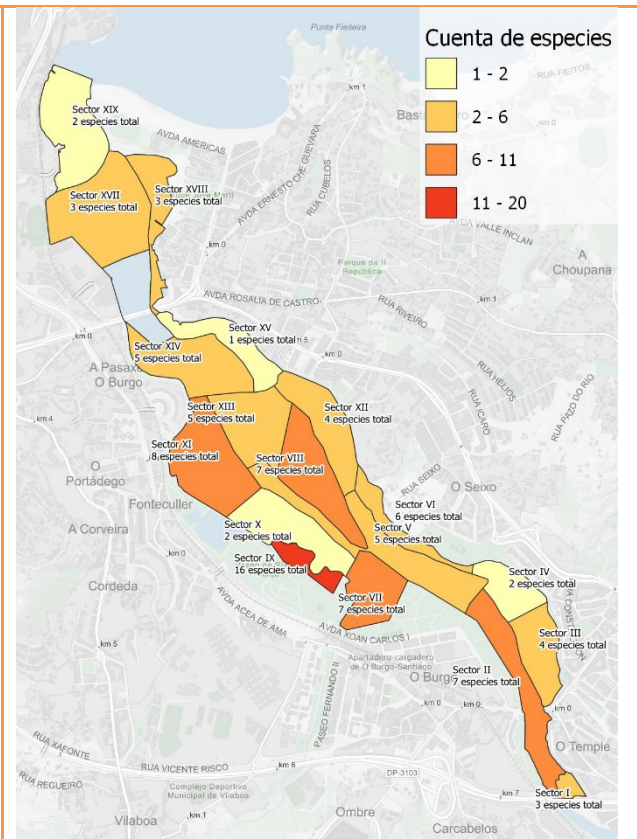 Cuenta de especies
1 - 2
2 - 6
6 - 11
11 - 20
Punta Fieiteira
km 1
RUA FIEITOS
Sector XIX
2 especies total
AVDA AMERICAS
AVDA ERNESTO CHE GUEVARA
RUA CUBELOS
km 0
AVDA VALLE INCLAN
A
Choupana
Sector XVIII
3 especies total
Sector XVII
3 especies total
km 0
Parque da II
República
AVDA ROSALIA DE CASTRO
km 1
RUA RIVEIRO
Sector XV
1 especies total
km 0
km 0
Sector XIV
5 especies total
A Pasaxe
O Burgo
RUA HELIOS
RUA ICARO
RUA PAZO DO RIO
Sector XIII
5 especies total
Sector XII
4 especies total
km 4
Sector XI
8 especies total
Sector VIII
7 especies total
O
Portádego
RUA SEIXO
O Seixo
Fonteculler
Sector VI
6 especies total
Sector V
5 especies total
A Corveira
Sector X
2 especies total
km 0
Sector IX
16 especies total
Sector IV
2 especies total
Cordeda
Sector VII
7 especies total
AVDA ACEA DE AMA
AVDA XOAN CARLOS I
Sector III
4 especies total
km 5
Apartadero-cargadero
de O Burgo-Santiago
Sector II
7 especies total
O Burgo
PASEO FERNANDO II
km 0
km 0
km 0
O Temple
RUA XAFONTE
RUA VICENTE RISCO
km 6
DP-3103
km 7
Sector I
3 especies total
RUA REGUEIRO
Complejo Deportivo
Municipal de Vilaboa
km 1
Vilaboa
Ombre
Carcabelos